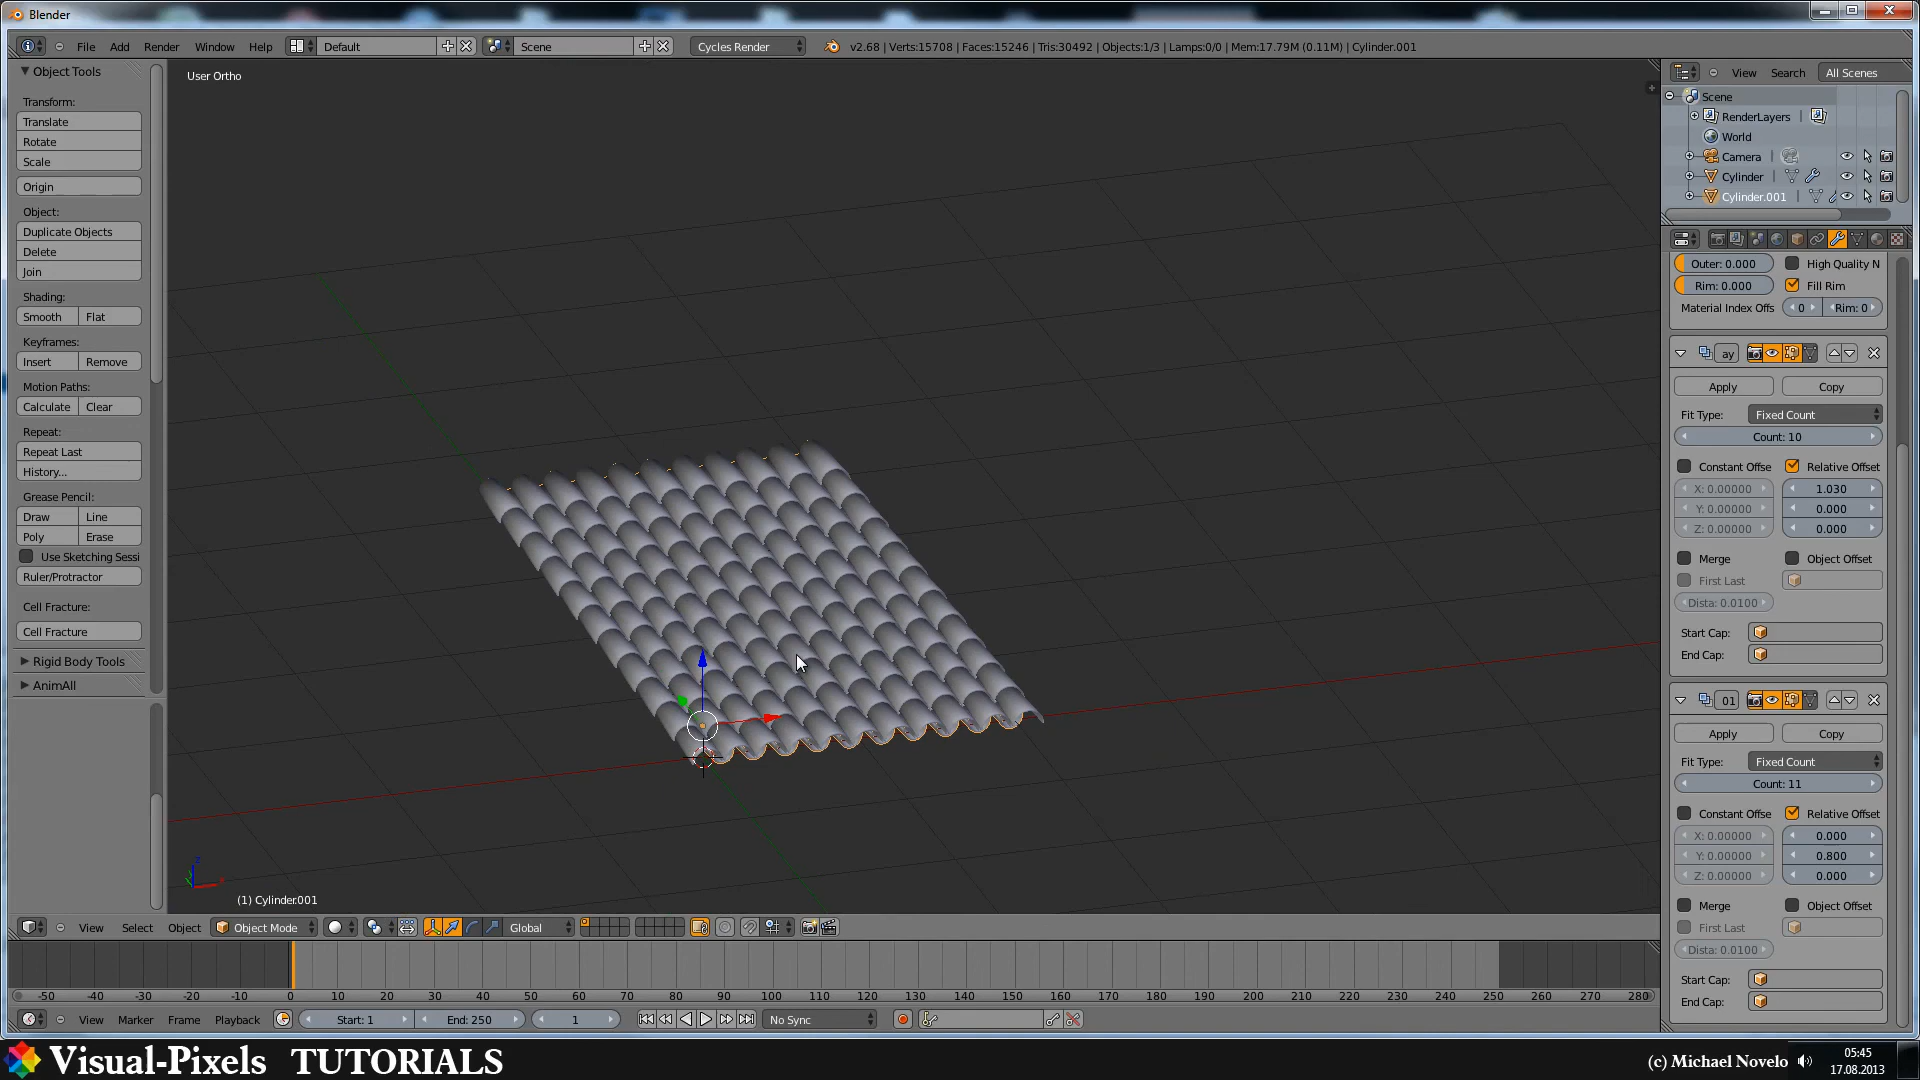 Blender
File Add Render Window Help Default Scene Cycles Render v2.68 | Verts:15708 | Faces:15246 | Tris:30492 | Objects:1/3 | Lamps:0/0 | Mem:17.79M (0.11M) | Cylinder.001
Object Tools
Transform:
Translate
Rotate
Scale
Origin
Object:
Duplicate Objects
Delete
Join
Shading:
Smooth Flat
Keyframes:
Insert Remove
Motion Paths:
Calculate Clear
Repeat:
Repeat Last
History...
Grease Pencil:
Draw Line
Poly Erase
Use Sketching Sessi
Ruler/Protractor
Cell Fracture:
Cell Fracture
Rigid Body Tools
AnimAll
User Ortho
(1) Cylinder.001
View Search All Scenes
Scene
RenderLayers
World
Camera
Cylinder
Cylinder.001
Outer: 0.000 High Quality N
Rim: 0.000 Fill Rim
Material Index Offs 0 Rim: 0
ay
Apply Copy
Fit Type: Fixed Count
Count: 10
Constant Offse Relative Offset
X: 0.00000 1.030
Y: 0.00000 0.000
Z: 0.00000 0.000
Merge Object Offset
First Last
Dista: 0.0100
Start Cap:
End Cap:
01
Apply Copy
Fit Type: Fixed Count
Count: 11
Constant Offse Relative Offset
X: 0.00000 0.000
Y: 0.00000 0.800
Z: 0.00000 0.000
Merge Object Offset
First Last
Dista: 0.0100
Start Cap:
End Cap:
View Select Object Object Mode Global
-50 -40 -30 -20 -10 0 10 20 30 40 50 60 70 80 90 100 110 120 130 140 150 160 170 180 190 200 210 220 230 240 250 260 270 280
View Marker Frame Playback Start: 1 End: 250 1 No Sync
Visual-Pixels TUTORIALS
(c) Michael Novelo
05:45
17.08.2013